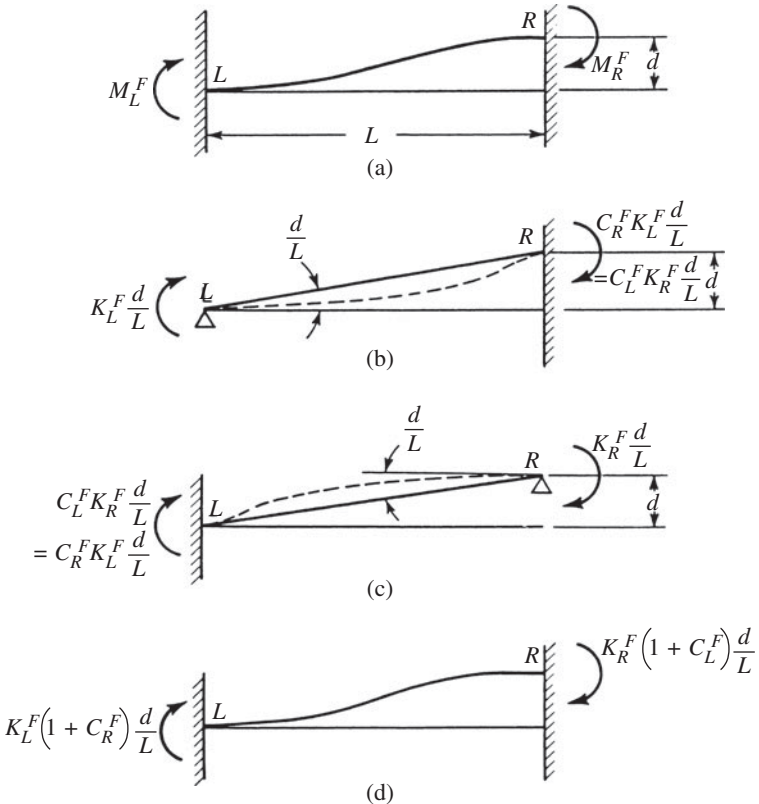 R
L
M_L^F
M_R^F
d
L
(a)
d/L
R
C_R^F K_L^F d/L
= C_L^F K_R^F d/L
d
L
K_L^F d/L
(b)
d/L
R
K_R^F d/L
C_L^F K_R^F d/L
= C_R^F K_L^F d/L
L
d
(c)
R
K_R^F (1 + C_L^F) d/L
L
K_L^F (1 + C_R^F) d/L
(d)